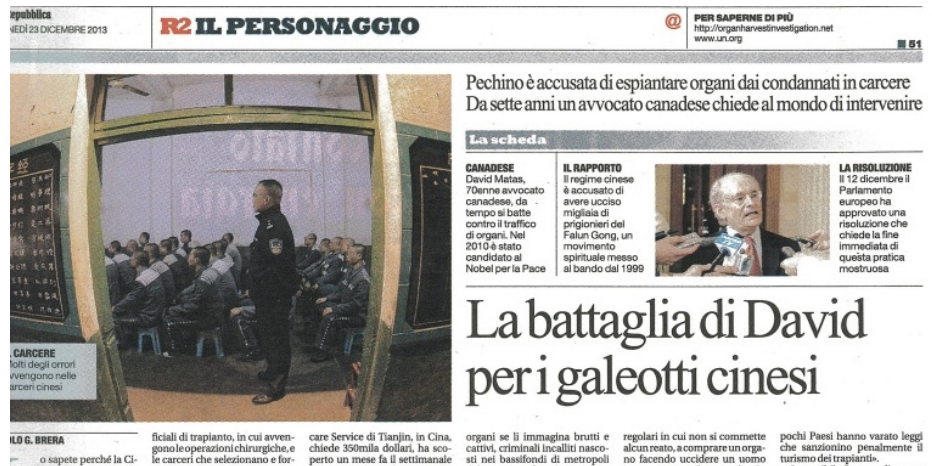 Repubblica
NEDÌ 23 DICEMBRE 2013
R2 IL PERSONAGGIO
@
PER SAPERNE DI PIÙ
http://organharvestinvestigation.net
www.un.org
51
Pechino è accusata di espiantare organi dai condannati in carcere
Da sette anni un avvocato canadese chiede al mondo di intervenire
La scheda
CANADESE
David Matas,
70enne avvocato
canadese, da
tempo si batte
contro il traffico
di organi. Nel
2010 è stato
candidato al
Nobel per la Pace
IL RAPPORTO
Il regime cinese
è accusato di
avere ucciso
migliaia di
prigionieri del
Falun Gong, un
movimento
spirituale messo
al bando dal 1999
LA RISOLUZIONE
Il 12 dicembre il
Parlamento
europeo ha
approvato una
risoluzione che
chiede la fine
immediata di
questa pratica
mostruosa
La battaglia di David
per i galeotti cinesi
CARCERE
Molti degli orrori
avvengono nelle
carceri cinesi
OLO G. BRERA
o sapete perché la Ci-
ficiali di trapianto, in cui avven-
gono le operazioni chirurgiche, e
le carceri che selezionano e for-
care Service di Tianjin, in Cina,
chiede 350mila dollari, ha sco-
perto un mese fa il settimanale
organi se li immagina brutti e
cattivi, criminali incalliti nasco-
sti nei bassifondi di metropoli
regolari in cui non si commette
alcun reato, a comprare un orga-
no facendo uccidere un uomo
pochi Paesi hanno varato leggi
che sanzionino penalmente il
turismo dei trapianti».